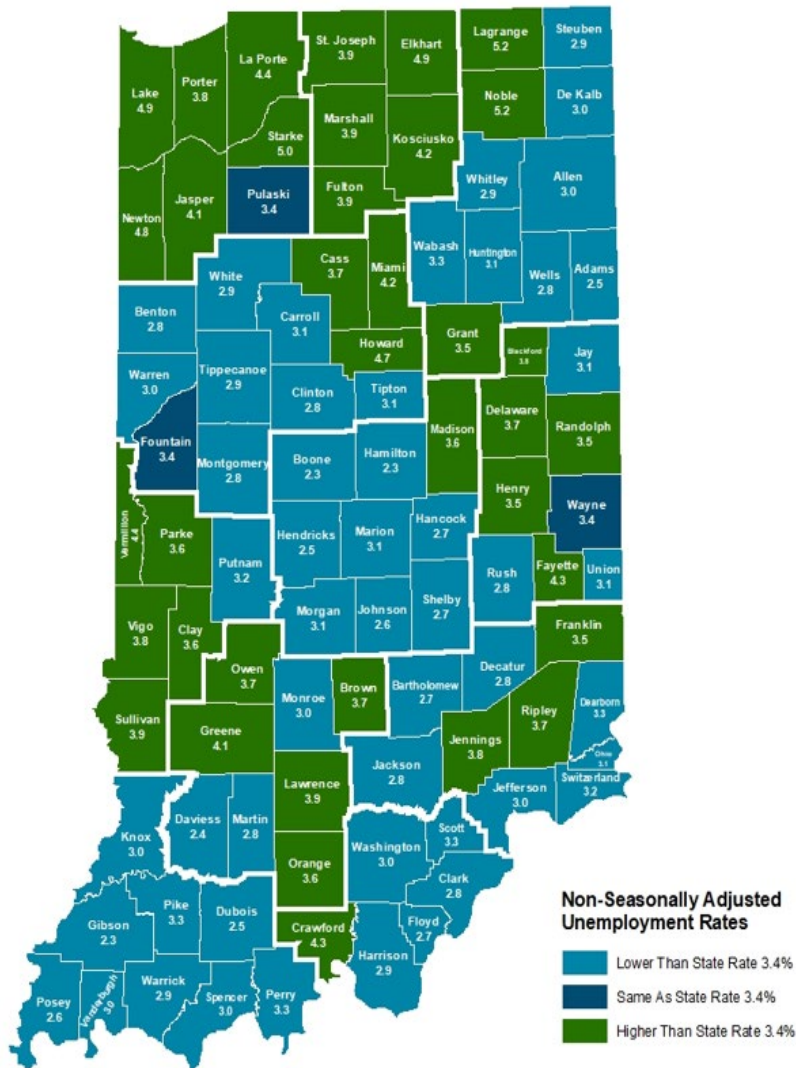 St. Joseph
3.9
Elkhart
4.9
Lagrange
5.2
Steuben
2.9
La Porte
4.4
Porter
3.8
Lake
4.9
Noble
5.2
De Kalb
3.0
Marshall
3.9
Kosciusko
4.2
Starke
5.0
Whitley
2.9
Allen
3.0
Pulaski
3.4
Fulton
3.9
Jasper
4.1
Newton
4.8
Wabash
3.3
Huntington
3.1
Wells
2.8
Adams
2.5
Cass
3.7
Miami
4.2
White
2.9
Benton
2.8
Carroll
3.1
Howard
4.7
Grant
3.5
Blackford
3.8
Jay
3.1
Warren
3.0
Tippecanoe
2.9
Clinton
2.8
Tipton
3.1
Madison
3.6
Delaware
3.7
Randolph
3.5
Fountain
3.4
Montgomery
2.8
Boone
2.3
Hamilton
2.3
Henry
3.5
Wayne
3.4
Vermillion
4.4
Parke
3.6
Putnam
3.2
Hendricks
2.5
Marion
3.1
Hancock
2.7
Rush
2.8
Fayette
4.3
Union
3.1
Vigo
3.8
Clay
3.6
Morgan
3.1
Johnson
2.6
Shelby
2.7
Franklin
3.5
Owen
3.7
Monroe
3.0
Brown
3.7
Bartholomew
2.7
Decatur
2.8
Dearborn
3.3
Sullivan
3.9
Greene
4.1
Ripley
3.7
Jennings
3.8
Ohio
3.1
Switzerland
3.2
Jackson
2.8
Jefferson
3.0
Lawrence
3.9
Knox
3.0
Daviess
2.4
Martin
2.8
Orange
3.6
Washington
3.0
Scott
3.3
Clark
2.8
Gibson
2.3
Pike
3.3
Dubois
2.5
Crawford
4.3
Floyd
2.7
Harrison
2.9
Posey
2.6
Vanderburgh
3.0
Warrick
2.9
Spencer
3.0
Perry
3.3
Non-Seasonally Adjusted
Unemployment Rates
Lower Than State Rate 3.4%
Same As State Rate 3.4%
Higher Than State Rate 3.4%